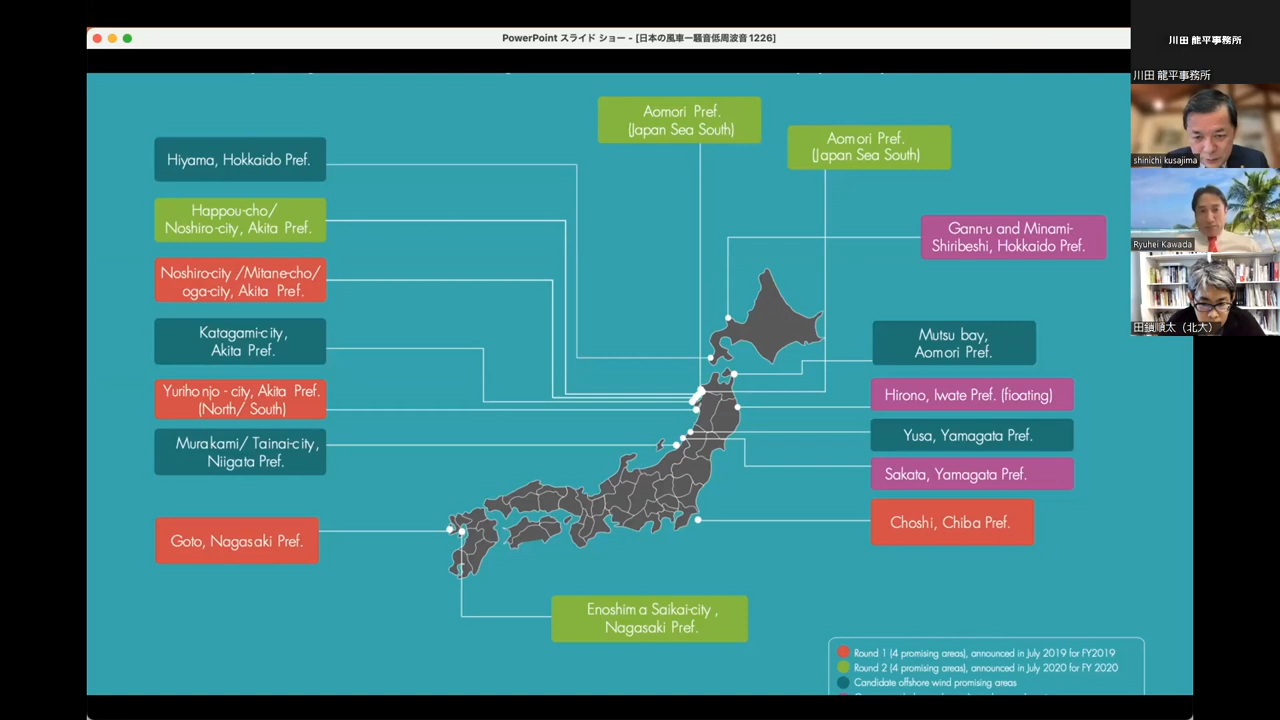 PowerPoint スライド ショー - [日本の風車ー騒音低周波音1226]
川田 龍平事務所
川田 龍平事務所
shinichi kusajima
Ryuhei Kawada
田鎖順太（北大）
Aomori Pref.
(Japan Sea South)
Aomori Pref.
(Japan Sea South)
Hiyama, Hokkaido Pref.
Happou-cho/
Noshiro-city, Akita Pref.
Gann-u and Minami-
Shiribeshi, Hokkaido Pref.
Noshiro-city /Mitane-cho/
oga-city, Akita Pref.
Katagami-city,
Akita Pref.
Mutsu bay,
Aomori Pref.
Yurihonjo - city, Akita Pref.
(North/ South)
Hirono, Iwate Pref. (fioating)
Murakami/ Tainai-city,
Niigata Pref.
Yusa, Yamagata Pref.
Sakata, Yamagata Pref.
Choshi, Chiba Pref.
Goto, Nagasaki Pref.
Enoshima Saikai-city ,
Nagasaki Pref.
Round 1 (4 promising areas), announced in July 2019 for FY2019
Round 2 (4 promising areas), announced in July 2020 for FY 2020
Candidate offshore wind promising areas